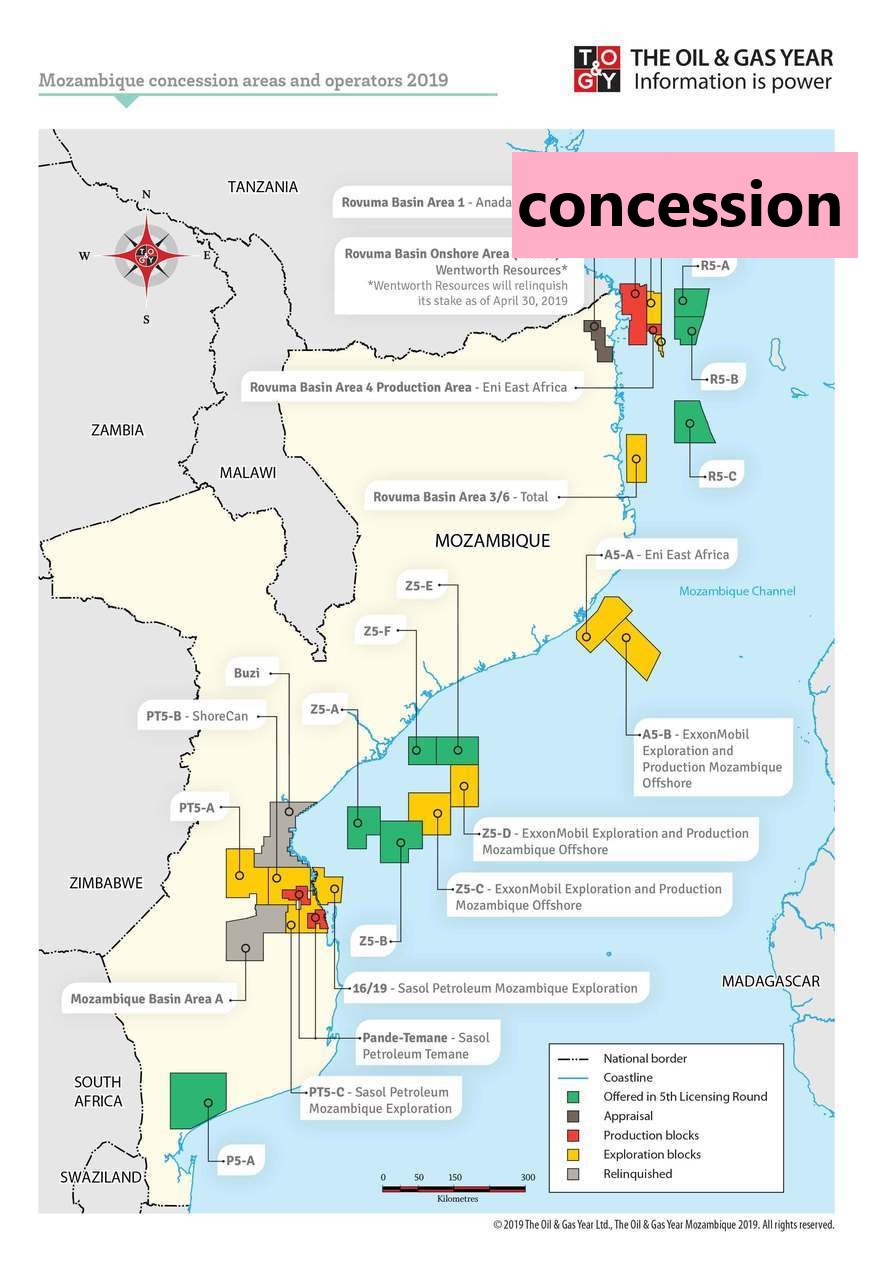 Mozambique concession areas and operators 2019
T O
& 
G Y
THE OIL & GAS YEAR
Information is power
concession
TANZANIA
Rovuma Basin Area 1 - Anada
Rovuma Basin Onshore Area
Wentworth Resources*
*Wentworth Resources will relinquish
its stake as of April 30, 2019
N
W
E
S
T O
G Y
R5-A
R5-B
Rovuma Basin Area 4 Production Area - Eni East Africa
ZAMBIA
MALAWI
R5-C
Rovuma Basin Area 3/6 - Total
MOZAMBIQUE
A5-A - Eni East Africa
Mozambique Channel
Z5-E
Z5-F
Buzi
Z5-A
PT5-B - ShoreCan
A5-B - ExxonMobil
Exploration and
Production Mozambique
Offshore
PT5-A
Z5-D - ExxonMobil Exploration and Production
Mozambique Offshore
ZIMBABWE
Z5-C - ExxonMobil Exploration and Production
Mozambique Offshore
Z5-B
MADAGASCAR
16/19 - Sasol Petroleum Mozambique Exploration
Mozambique Basin Area A
Pande-Temane - Sasol
Petroleum Temane
SOUTH
AFRICA
PT5-C - Sasol Petroleum
Mozambique Exploration
P5-A
SWAZILAND
National border
Coastline
Offered in 5th Licensing Round
Appraisal
Production blocks
Exploration blocks
Relinquished
0 50 150 300
Kilometres
© 2019 The Oil & Gas Year Ltd., The Oil & Gas Year Mozambique 2019. All rights reserved.